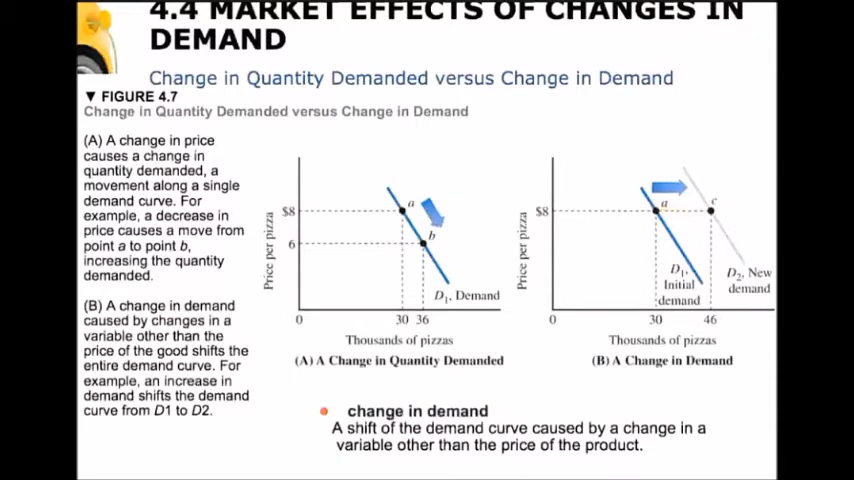 4.4 MARKET EFFECTS OF CHANGES IN
DEMAND
Change in Quantity Demanded versus Change in Demand
▼ FIGURE 4.7
Change in Quantity Demanded versus Change in Demand
(A) A change in price
causes a change in
quantity demanded, a
movement along a single
demand curve. For
example, a decrease in
price causes a move from
point a to point b,
increasing the quantity
demanded.
(B) A change in demand
caused by changes in a
variable other than the
price of the good shifts the
entire demand curve. For
example, an increase in
demand shifts the demand
curve from D1 to D2.
Price per pizza
$8
6
a
b
D₁, Demand
0
30 36
Thousands of pizzas
(A) A Change in Quantity Demanded
Price per pizza
$8
a
c
D₁,
Initial
demand
D₂, New
demand
0
30
46
Thousands of pizzas
(B) A Change in Demand
change in demand
A shift of the demand curve caused by a change in a
variable other than the price of the product.